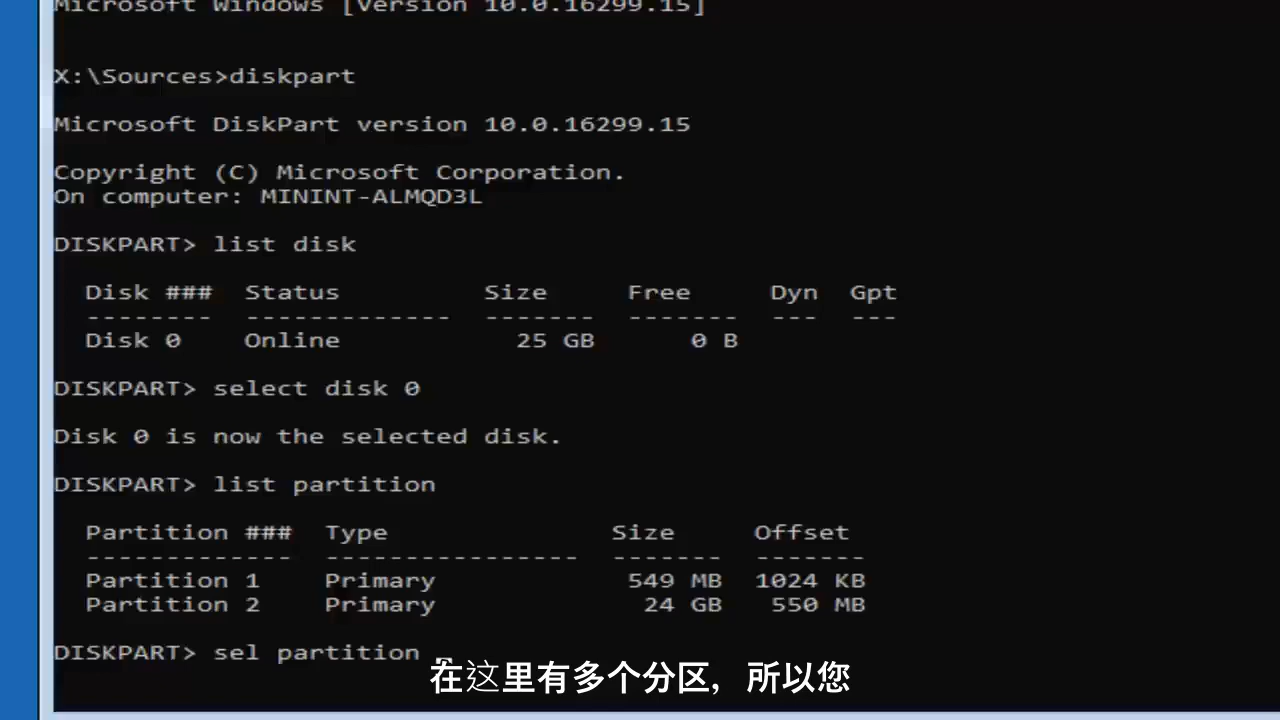 Microsoft Windows [Version 10.0.16299.15]
X:\Sources>diskpart
Microsoft DiskPart version 10.0.16299.15
Copyright (C) Microsoft Corporation.
On computer: MININT-ALMQD3L
DISKPART> list disk
Disk ### Status Size Free Dyn Gpt
-------- ------------- ------- ------- --- ---
Disk 0 Online 25 GB 0 B
DISKPART> select disk 0
Disk 0 is now the selected disk.
DISKPART> list partition
Partition ### Type Size Offset
------------- ---------------- ------- -------
Partition 1 Primary 549 MB 1024 KB
Partition 2 Primary 24 GB 550 MB
DISKPART> sel partition
在这里有多个分区，所以您